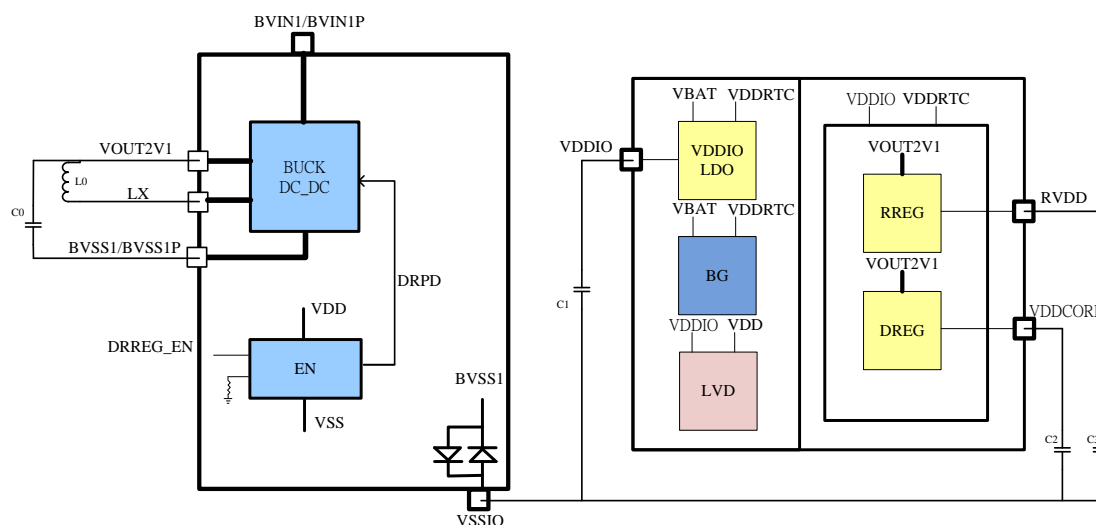 BVIN1/BVIN1P
VOUT2V1
L0
LX
C0
BVSS1/BVSS1P
BUCK
DC_DC
DRPD
VDD
DRREG_EN
EN
VSS
BVSS1
VSSIO
VDDIO
C1
VBAT VDDRTC
VDDIO
LDO
VBAT VDDRTC
BG
VDDIO VDD
LVD
VDDIO VDDRTC
VOUT2V1
RREG
VOUT2V1
DREG
RVDD
VDDCORE
C2